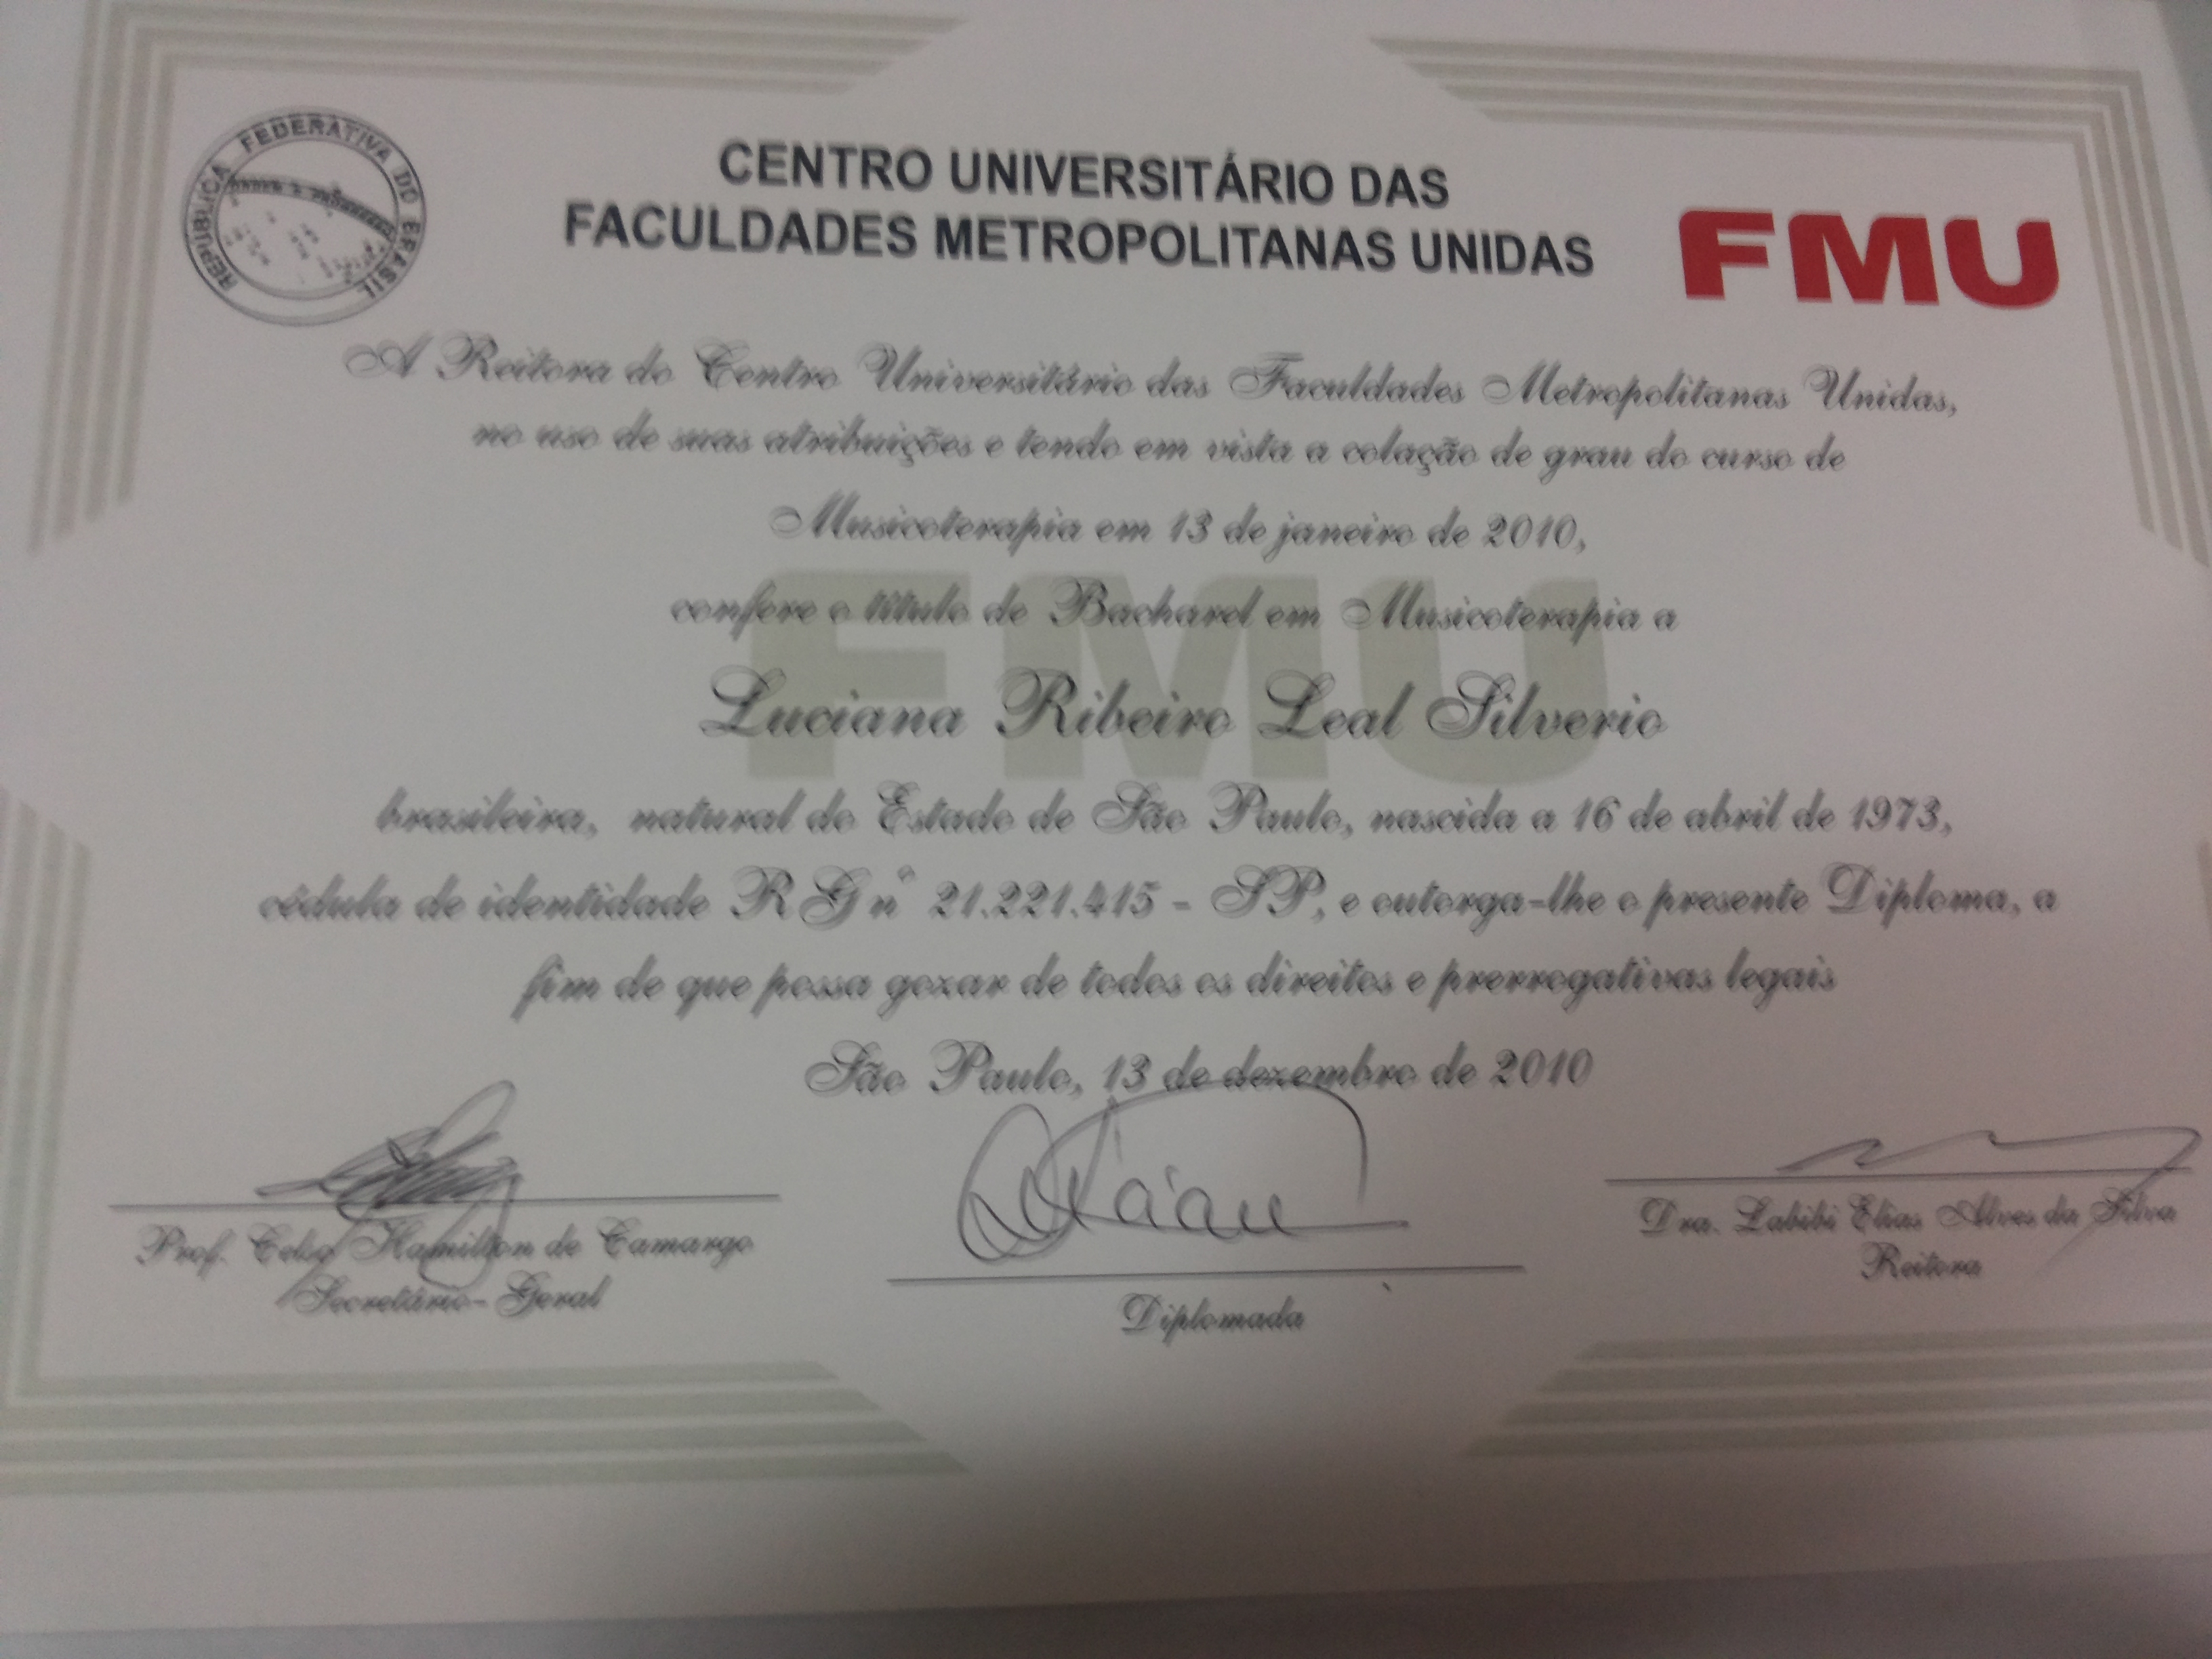 REPÚBLICA FEDERATIVA DO BRASIL
CENTRO UNIVERSITÁRIO DAS
FACULDADES METROPOLITANAS UNIDAS
FMU
A Reitora do Centro Universitário das Faculdades Metropolitanas Unidas,
no uso de suas atribuições e tendo em vista a colação de grau do curso de
Musicoterapia em 13 de janeiro de 2010,
confere o título de Bacharel em Musicoterapia a
FMU
Luciana Ribeiro Leal Silverio
brasileira, natural do Estado de São Paulo, nascida a 16 de abril de 1973,
cédula de identidade RG nº 21.221.415 - SP, e outorga-lhe o presente Diploma, a
fim de que possa gozar de todos os direitos e prerrogativas legais
São Paulo, 13 de dezembro de 2010
Prof. Hamilton de Camargo
Secretário-Geral
Diplomada
Dra. Labibi Elias Alves da Silva
Reitora